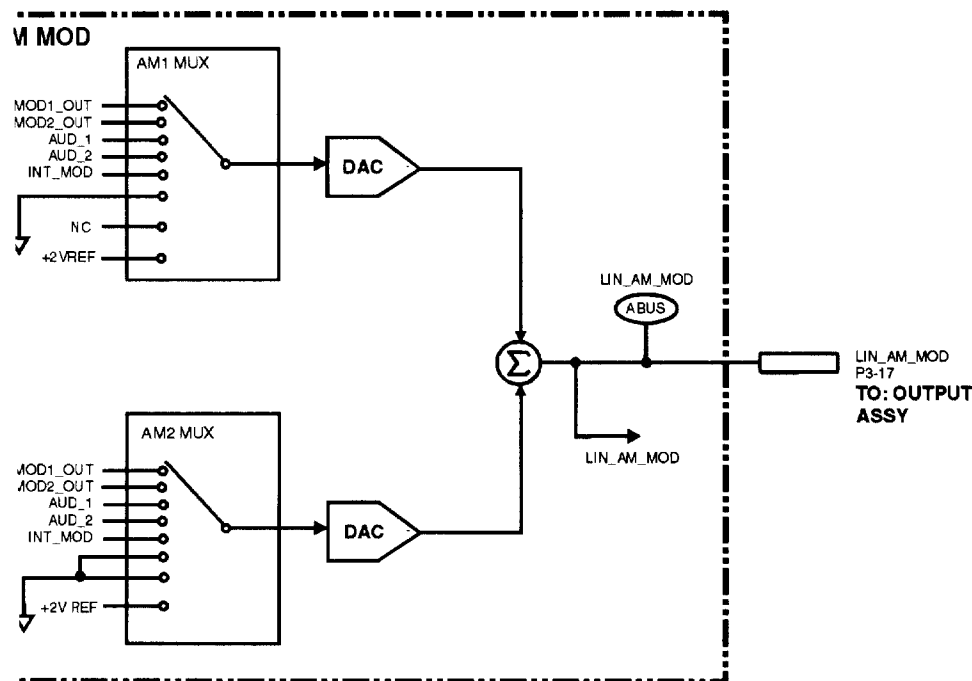 M MOD
AM1 MUX
MOD1_OUT
MOD2_OUT
AUD_1
AUD_2
INT_MOD
NC
+2VREF
DAC
LIN_AM_MOD
ABUS
Σ
LIN_AM_MOD
P3-17
TO: OUTPUT
ASSY
LIN_AM_MOD
AM2 MUX
MOD1_OUT
MOD2_OUT
AUD_1
AUD_2
INT_MOD
+2V REF
DAC